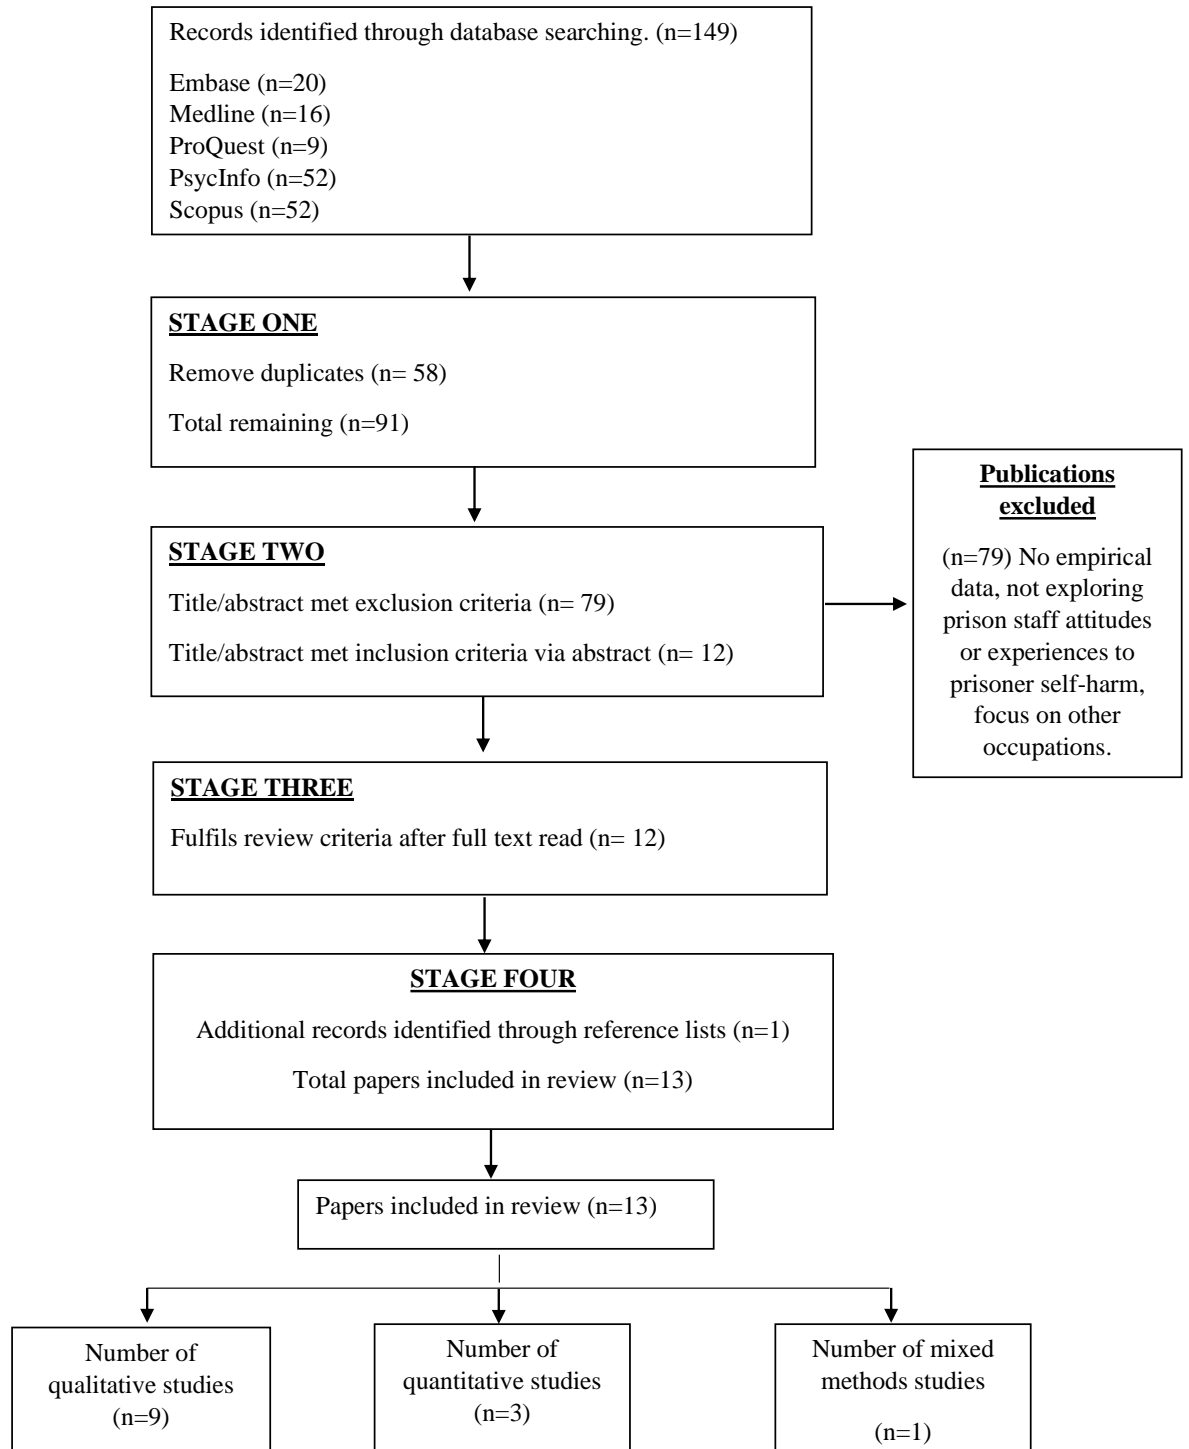 Records identified through database searching. (n=149)
Embase (n=20)
Medline (n=16)
ProQuest (n=9)
PsycInfo (n=52)
Scopus (n=52)
STAGE ONE
Remove duplicates (n= 58)
Total remaining (n=91)
STAGE TWO
Title/abstract met exclusion criteria (n= 79)
Title/abstract met inclusion criteria via abstract (n= 12)
Publications
excluded
(n=79) No empirical
data, not exploring
prison staff attitudes
or experiences to
prisoner self-harm,
focus on other
occupations.
STAGE THREE
Fulfils review criteria after full text read (n= 12)
STAGE FOUR
Additional records identified through reference lists (n=1)
Total papers included in review (n=13)
Papers included in review (n=13)
Number of
qualitative studies
(n=9)
Number of
quantitative studies
(n=3)
Number of mixed
methods studies
(n=1)